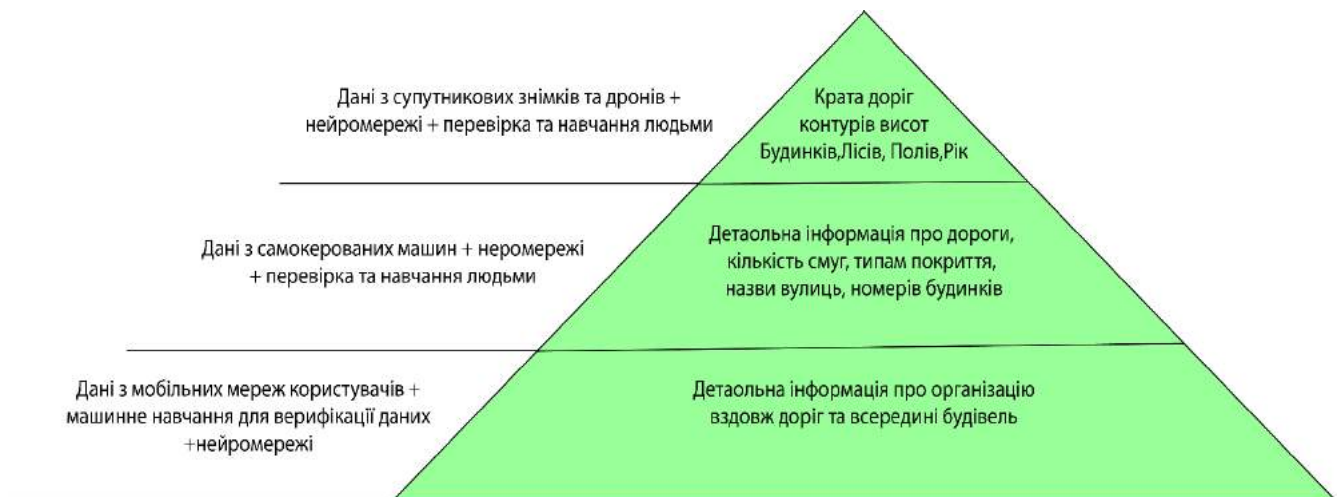 Дані з супутникових знімків та дронів +
нейромережі + перевірка та навчання людьми
Крата доріг
контурів висот
Будинків,Лісів, Полів,Рік
Дані з самокерованих машин + неромережі
+ перевірка та навчання людьми
Детаольна інформація про дороги,
кількість смуг, типам покриття,
назви вулиць, номерів будинків
Дані з мобільних мереж користувачів +
машинне навчання для верифікації даних
+нейромережі
Детаольна інформація про організацію
вздовж доріг та всередині будівель